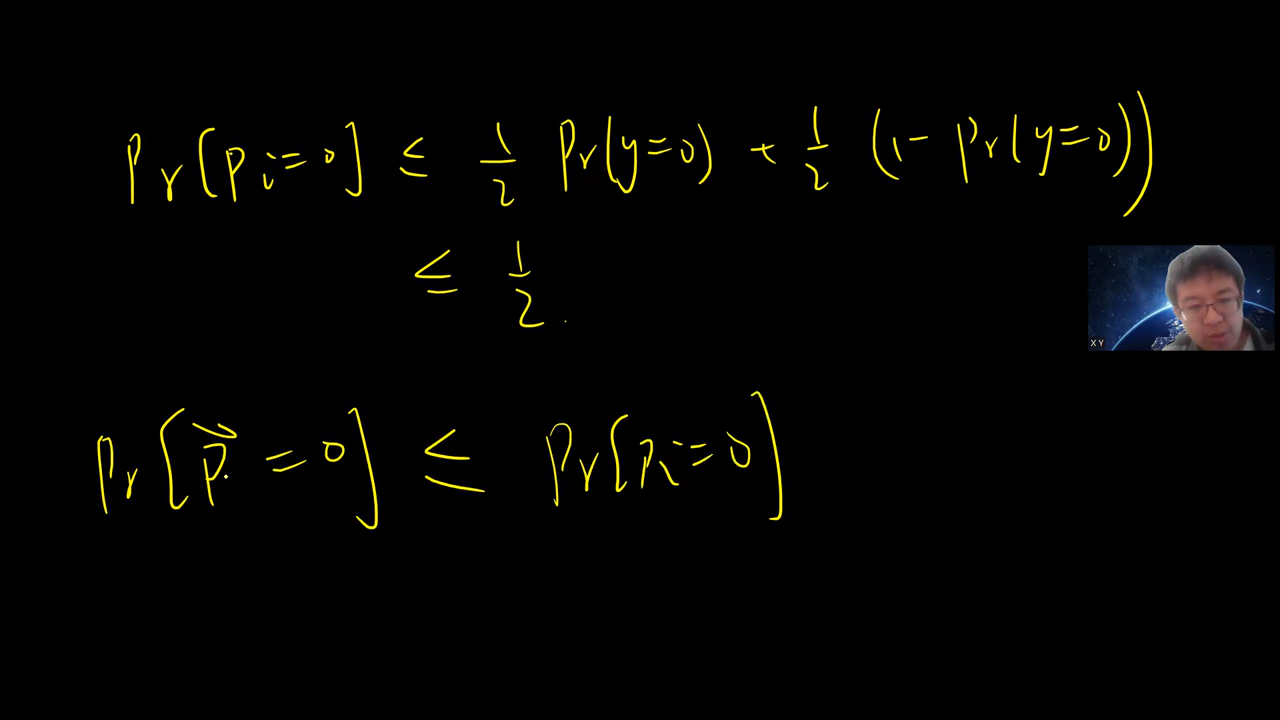 Pr[pᵢ=0] ≤ 1/2 Pr(y=0) + 1/2 (1- Pr(y=0))
≤ 1/2.
X Y
Pr[p⃗ = 0] ≤ Pr[pᵢ=0]